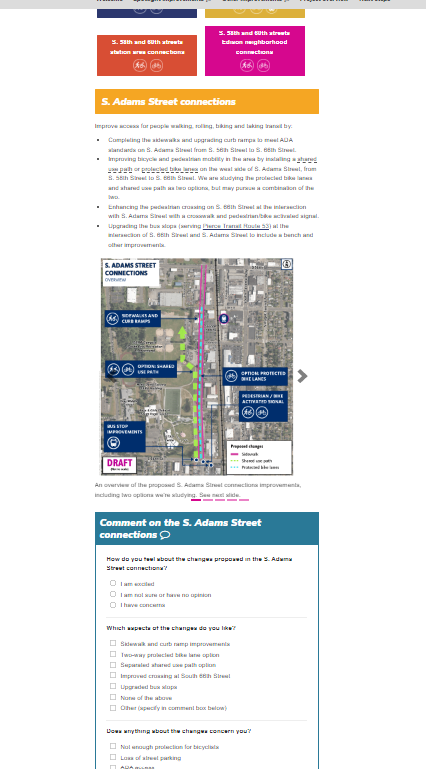 S. 58th and 60th streets
station area connections
S. 58th and 60th streets
Edison neighborhood
connections
S. Adams Street connections
Improve access for people walking, rolling, biking and taking transit by:
Completing the sidewalks and upgrading curb ramps to meet ADA
standards on S. Adams Street from S. 56th Street to S. 66th Street.
Improving bicycle and pedestrian mobility in the area by installing a shared
use path or protected bike lanes on the west side of S. Adams Street, from
S. 56th Street to S. 66th Street. We are studying the protected bike lanes
and shared use path as two options, but may pursue a combination of the
two.
Enhancing the pedestrian crossing on S. 66th Street at the intersection
with S. Adams Street with a crosswalk and pedestrian/bike activated signal.
Upgrading the bus stops (serving Pierce Transit Route 53) at the
intersection of S. 66th Street and S. Adams Street to include a bench and
other improvements.
S. ADAMS STREET
CONNECTIONS
OVERVIEW
SIDEWALKS AND
CURB RAMPS
OPTION: SHARED
USE PATH
OPTION: PROTECTED
BIKE LANES
PEDESTRIAN / BIKE
ACTIVATED SIGNAL
BUS STOP
IMPROVEMENTS
DRAFT
Proposed changes
Sidewalk
Shared use path
Protected bike lanes
An overview of the proposed S. Adams Street connections improvements,
including two options we're studying. See next slide.
Comment on the S. Adams Street
connections
How do you feel about the changes proposed in the S. Adams
Street connections?
I am excited
I am not sure or have no opinion
I have concerns
Which aspects of the changes do you like?
Sidewalk and curb ramp improvements
Two-way protected bike lane option
Separated shared use path option
Improved crossing at South 66th Street
Upgraded bus stops
None of the above
Other (specify in comment box below)
Does anything about the changes concern you?
Not enough protection for bicyclists
Loss of street parking